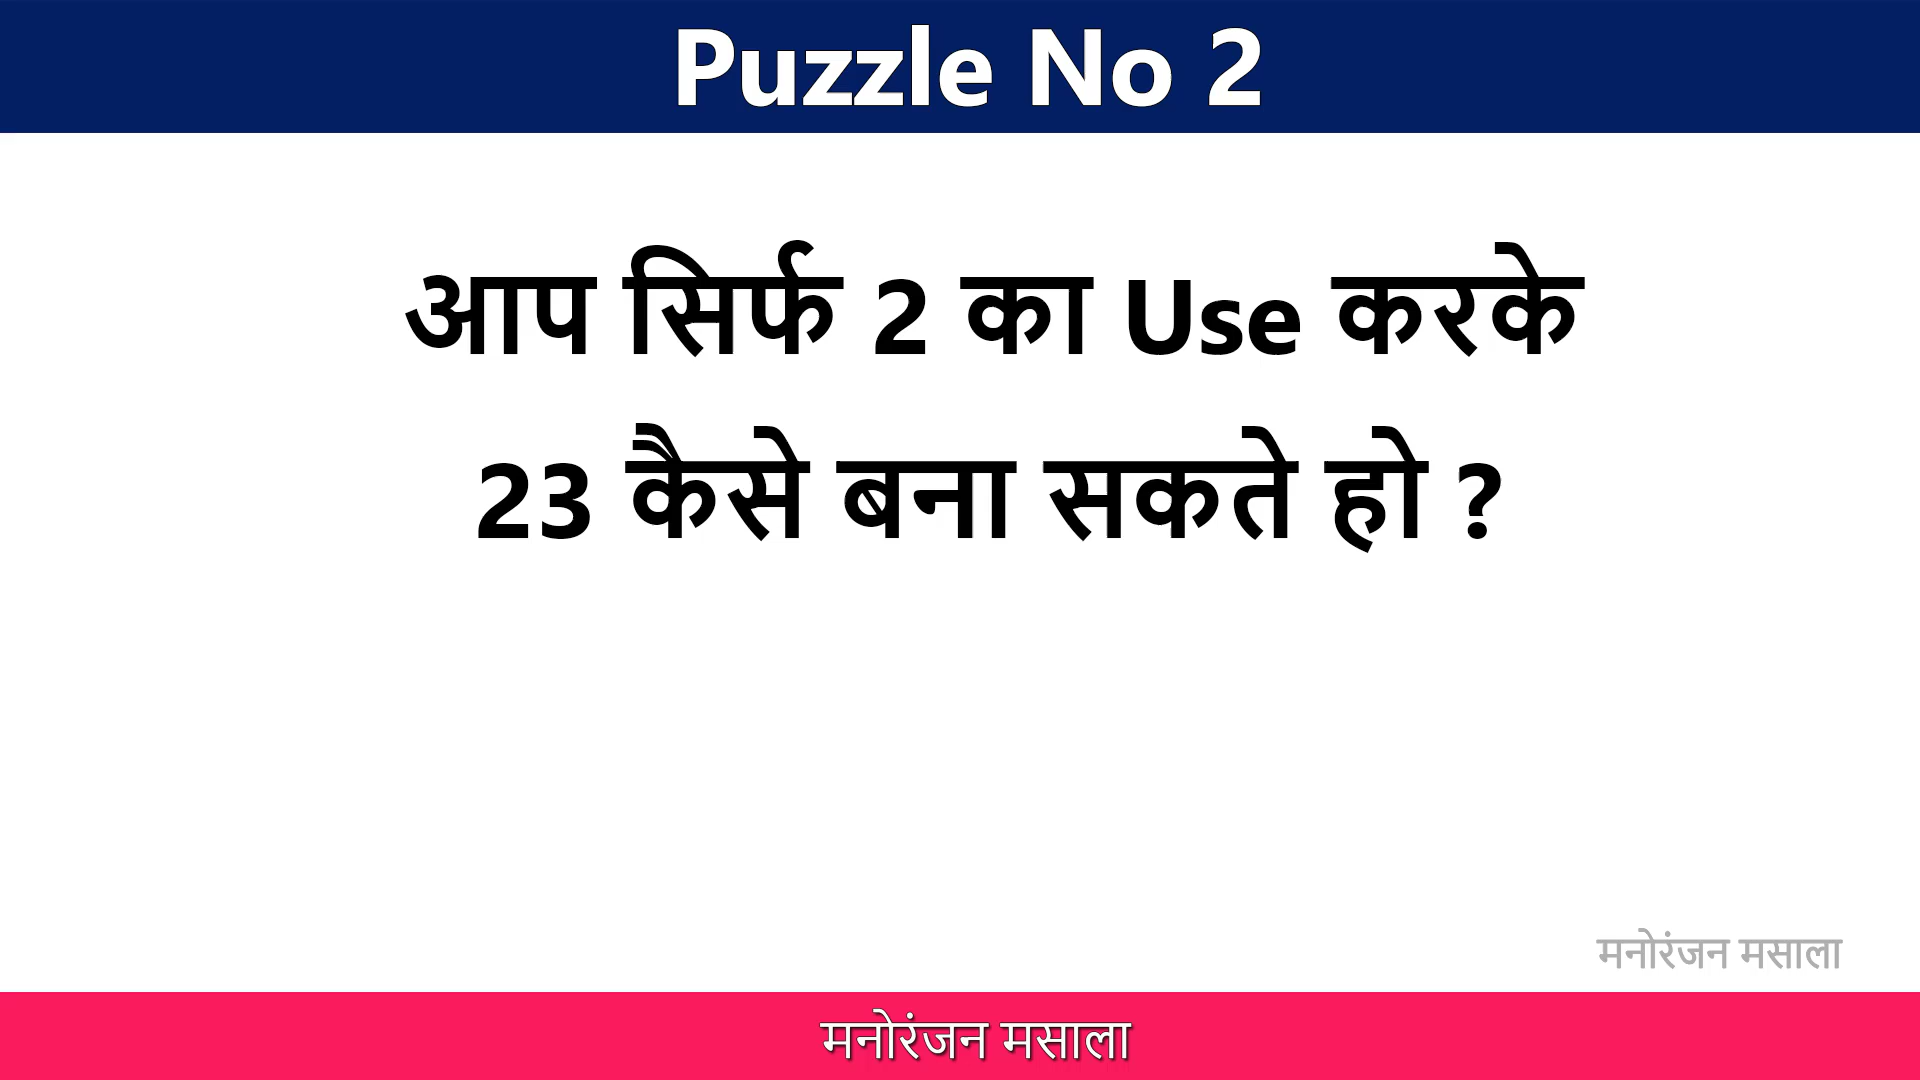 Puzzle No 2
आप सिर्फ 2 का Use करके
23 कैसे बना सकते हो ?
मनोरंजन मसाला
मनोरंजन मसाला